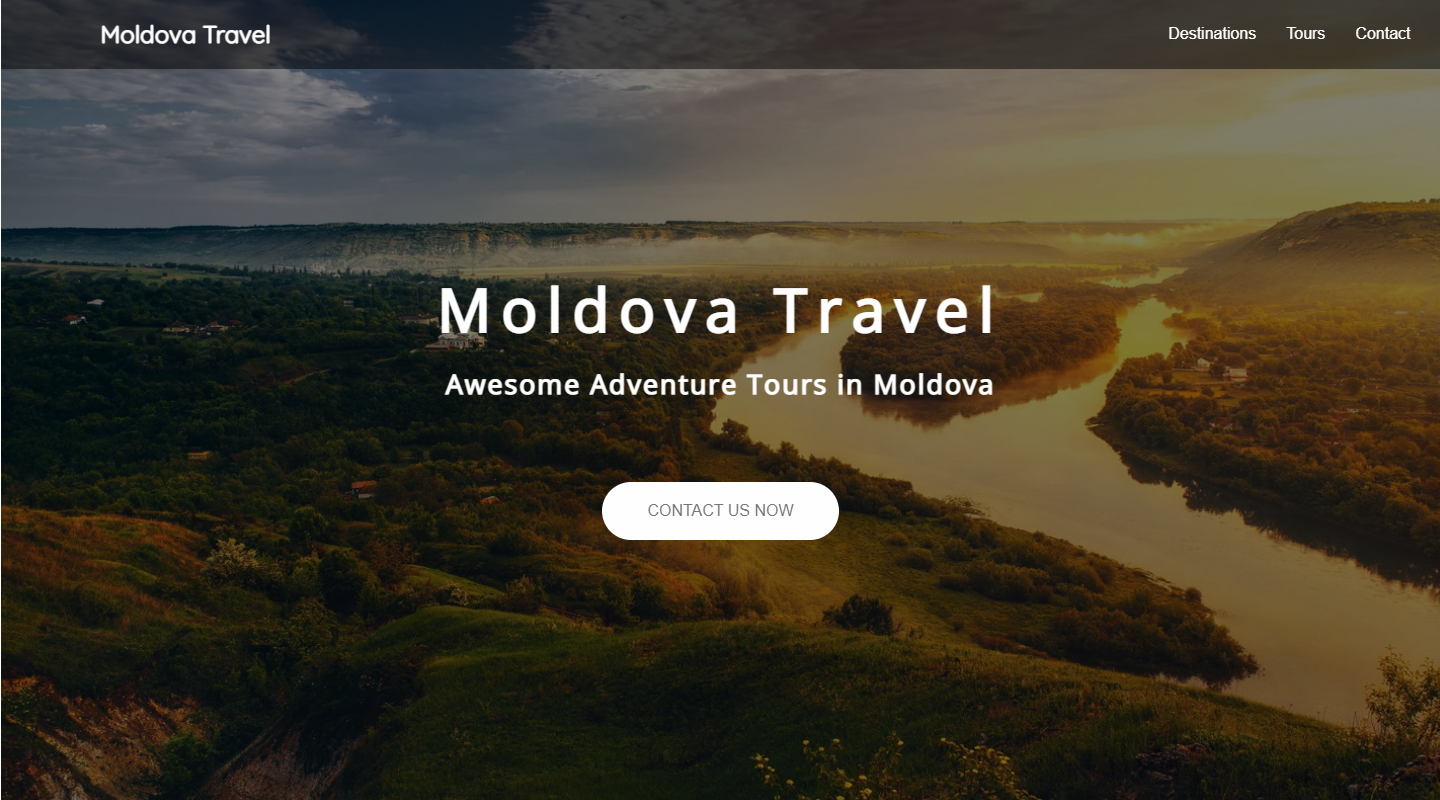 Moldova Travel
Destinations Tours Contact
Moldova Travel
Awesome Adventure Tours in Moldova
CONTACT US NOW